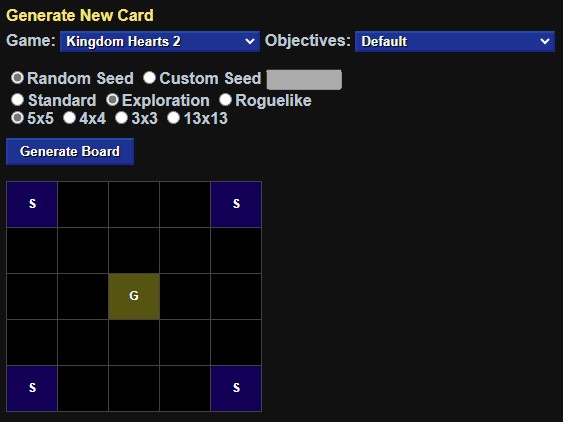 Generate New Card
Game: Kingdom Hearts 2 Objectives: Default
Random Seed Custom Seed
Standard Exploration Roguelike
5x5 4x4 3x3 13x13
Generate Board
S S
G
S S